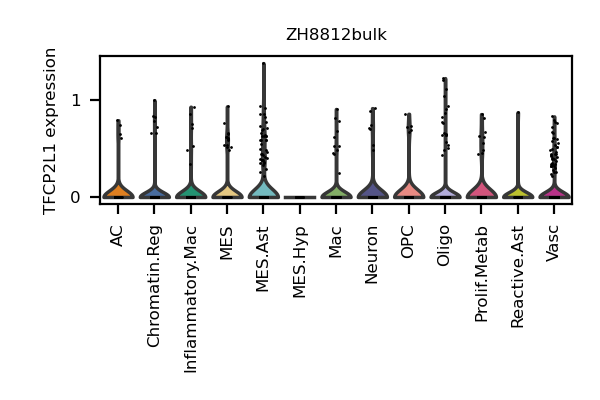 ZH8812bulk
TFCP2L1 expression
1
0
AC
Chromatin.Reg
Inflammatory.Mac
MES
MES.Ast
MES.Hyp
Mac
Neuron
OPC
Oligo
Prolif.Metab
Reactive.Ast
Vasc